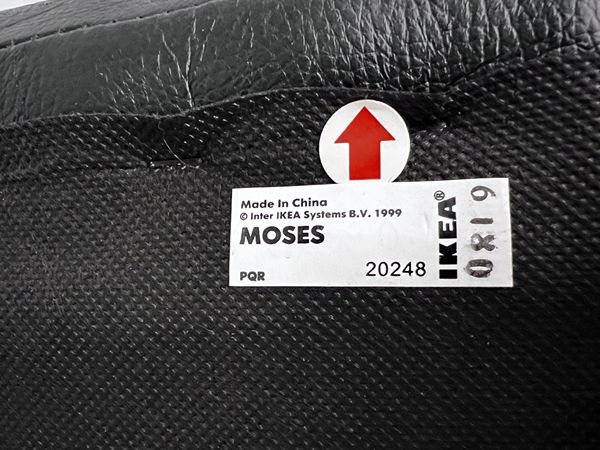 Made In China
© Inter IKEA Systems B.V. 1999
MOSES
PQR
20248
IKEA®
0819